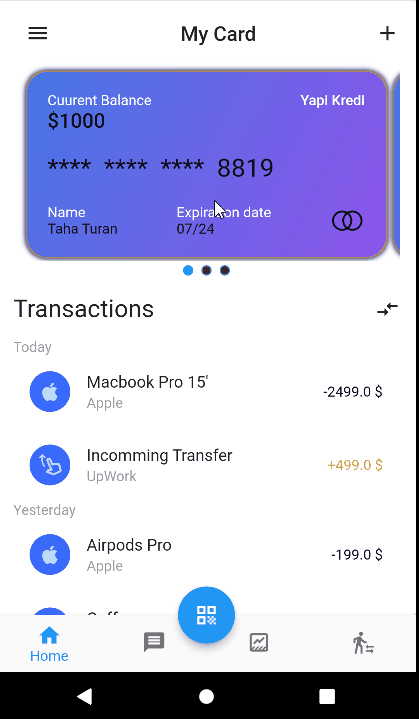 My Card
Cuurent Balance
Yapi Kredi
$1000
**** **** **** 8819
Name
Expiration date
Taha Turan
07/24
Transactions
Today
Macbook Pro 15'
-2499.0 $
Apple
Incomming Transfer
+499.0 $
UpWork
Yesterday
Airpods Pro
-199.0 $
Apple
Home